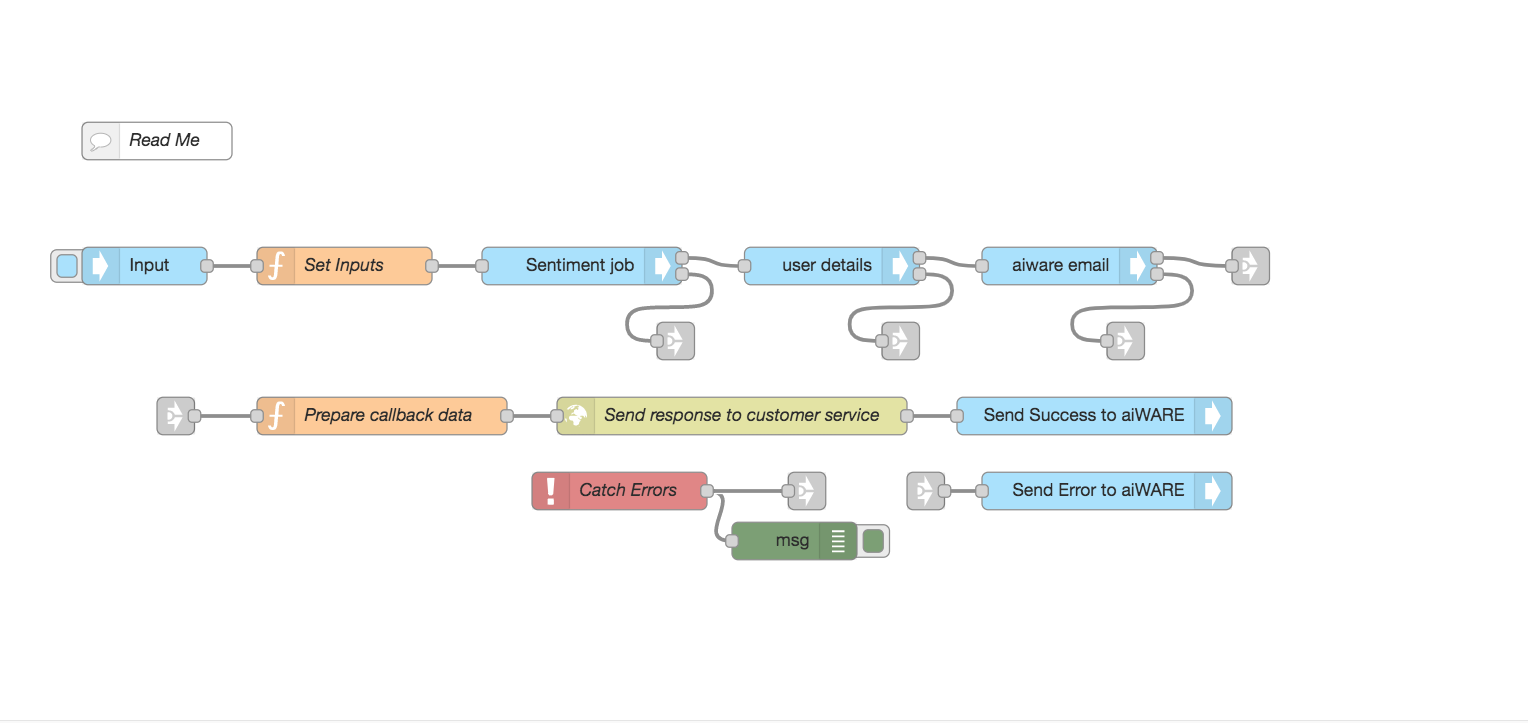 Read Me
Input
Set Inputs
Sentiment job
user details
aiware email
Prepare callback data
Send response to customer service
Send Success to aiWARE
Catch Errors
Send Error to aiWARE
msg